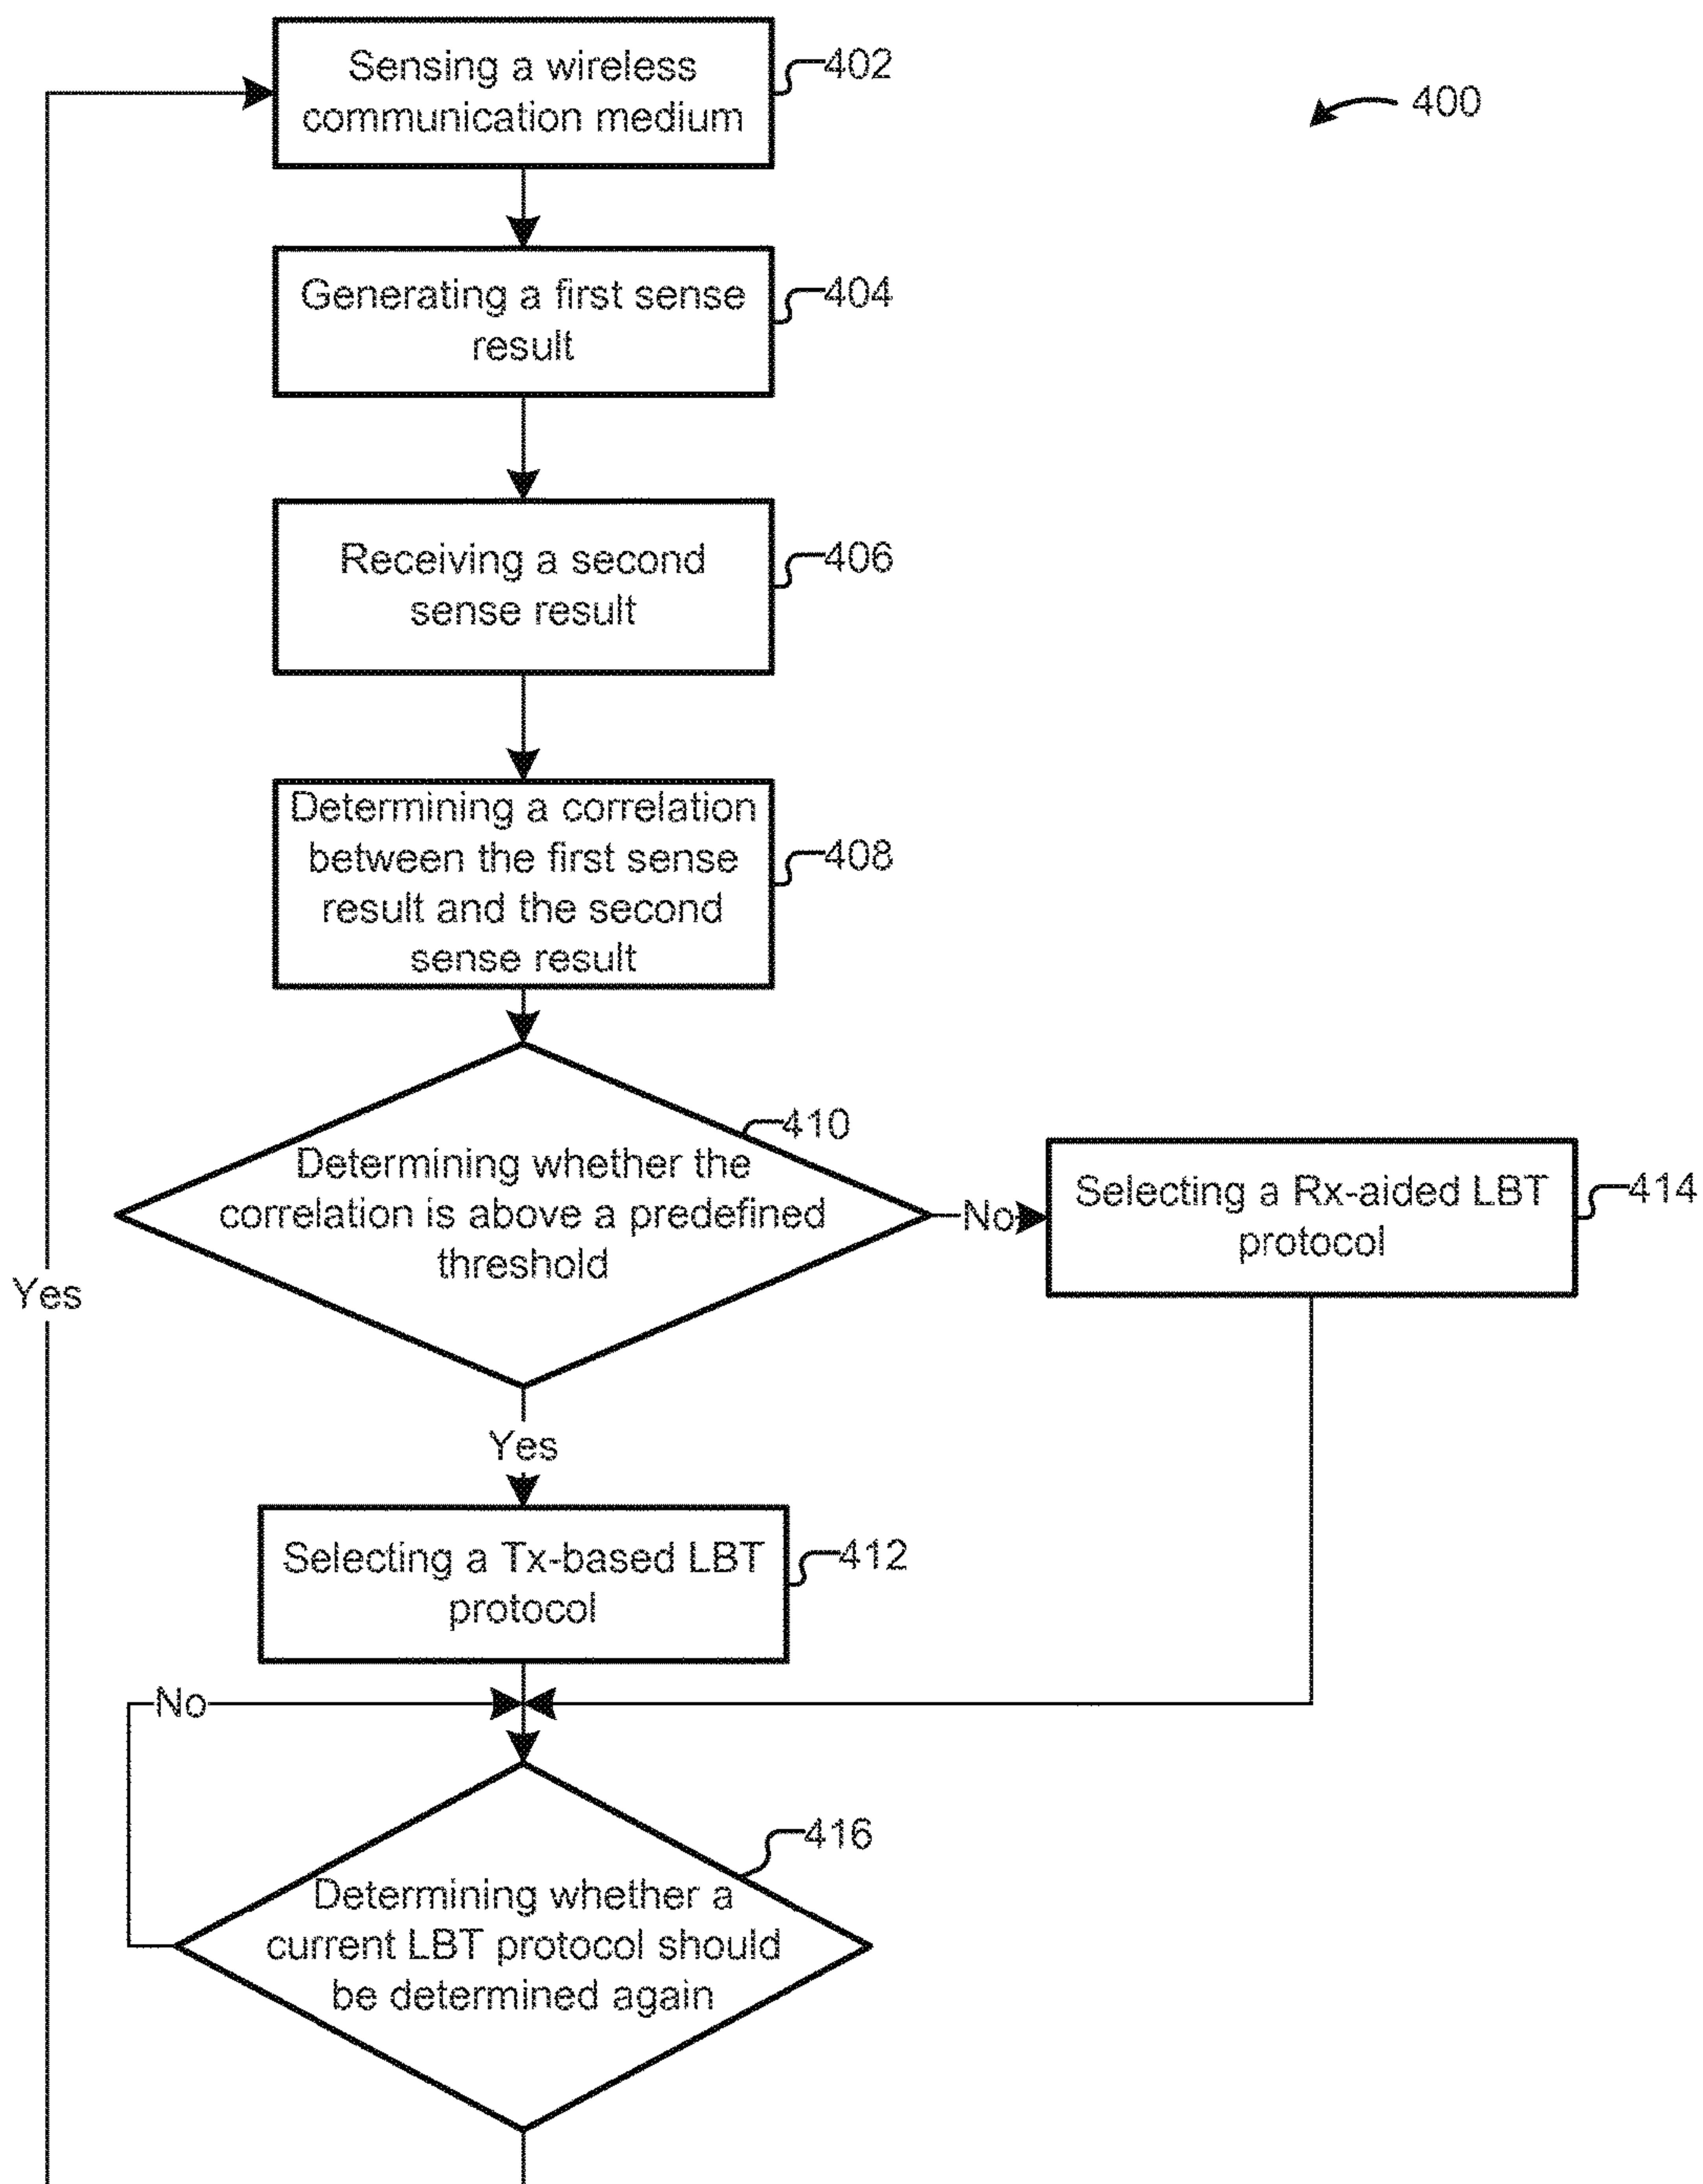 Sensing a wireless
communication medium
402
400
Generating a first sense
result
404
Receiving a second
sense result
406
Determining a correlation
between the first sense
result and the second
sense result
408
410
Determining whether the
correlation is above a predefined
threshold
No
Selecting a Rx-aided LBT
protocol
414
Yes
Yes
Selecting a Tx-based LBT
protocol
412
No
416
Determining whether a
current LBT protocol should
be determined again